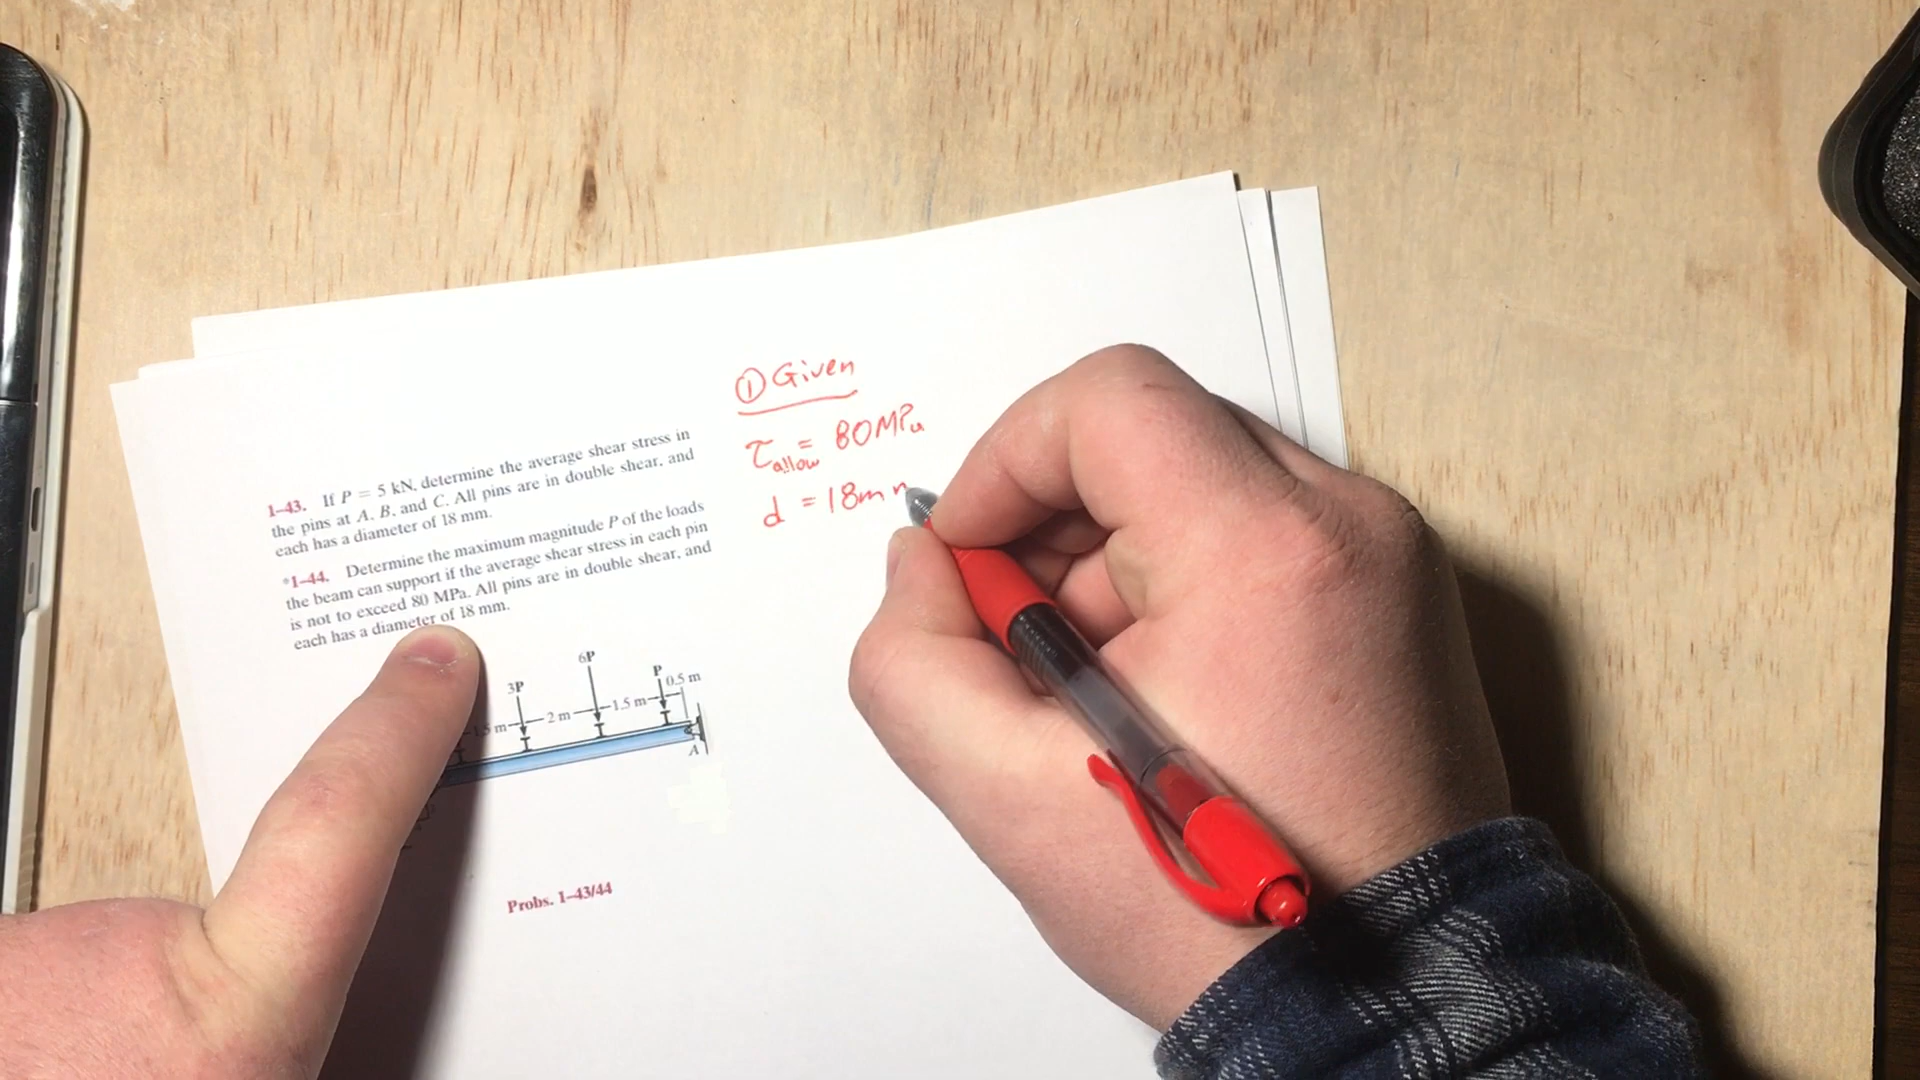 1–43. If P = 5 kN, determine the average shear stress in
the pins at A, B, and C. All pins are in double shear, and
each has a diameter of 18 mm.
*1–44. Determine the maximum magnitude P of the loads
the beam can support if the average shear stress in each pin
is not to exceed 80 MPa. All pins are in double shear, and
each has a diameter of 18 mm.
3P
6P
P
0.5 m
m
2 m
1.5 m
A
Probs. 1–43/44
① Given
τallow = 80MPa
d = 18m